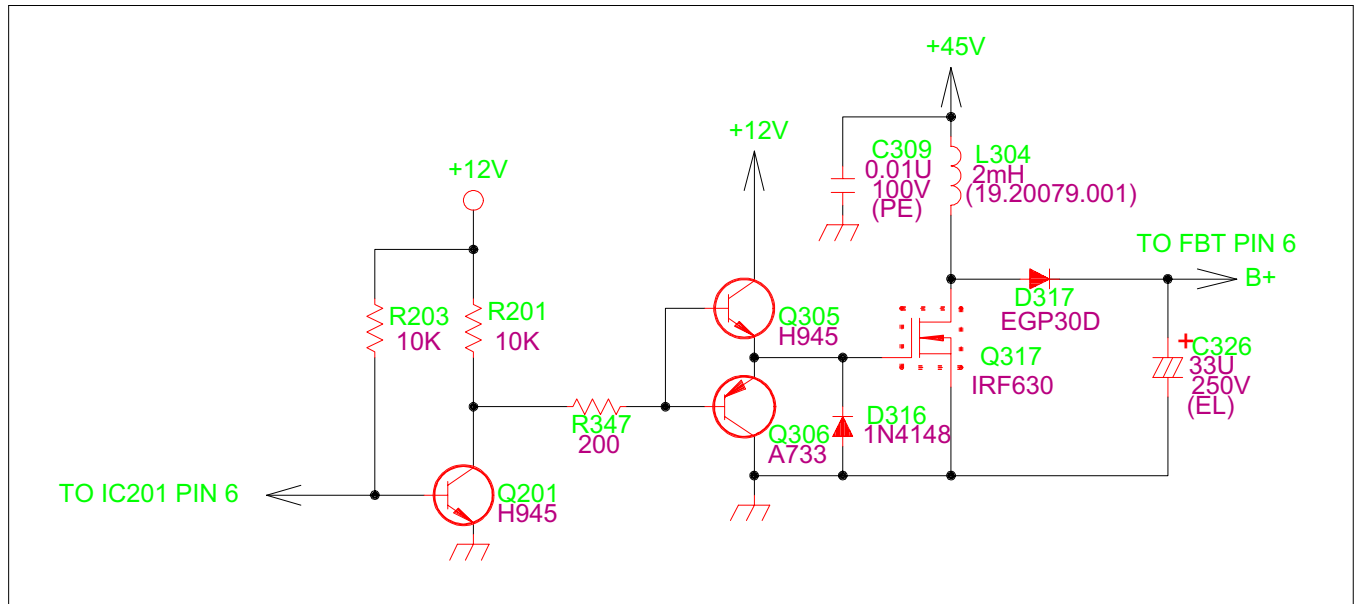 +45V
+12V
C309
0.01U
100V
(PE)
L304
2mH
(19.20079.001)
+12V
TO FBT PIN 6
B+
R203
10K
R201
10K
Q305
H945
D317
EGP30D
Q317
IRF630
+
C326
33U
250V
(EL)
R347
200
Q306
A733
D316
1N4148
TO IC201 PIN 6
Q201
H945